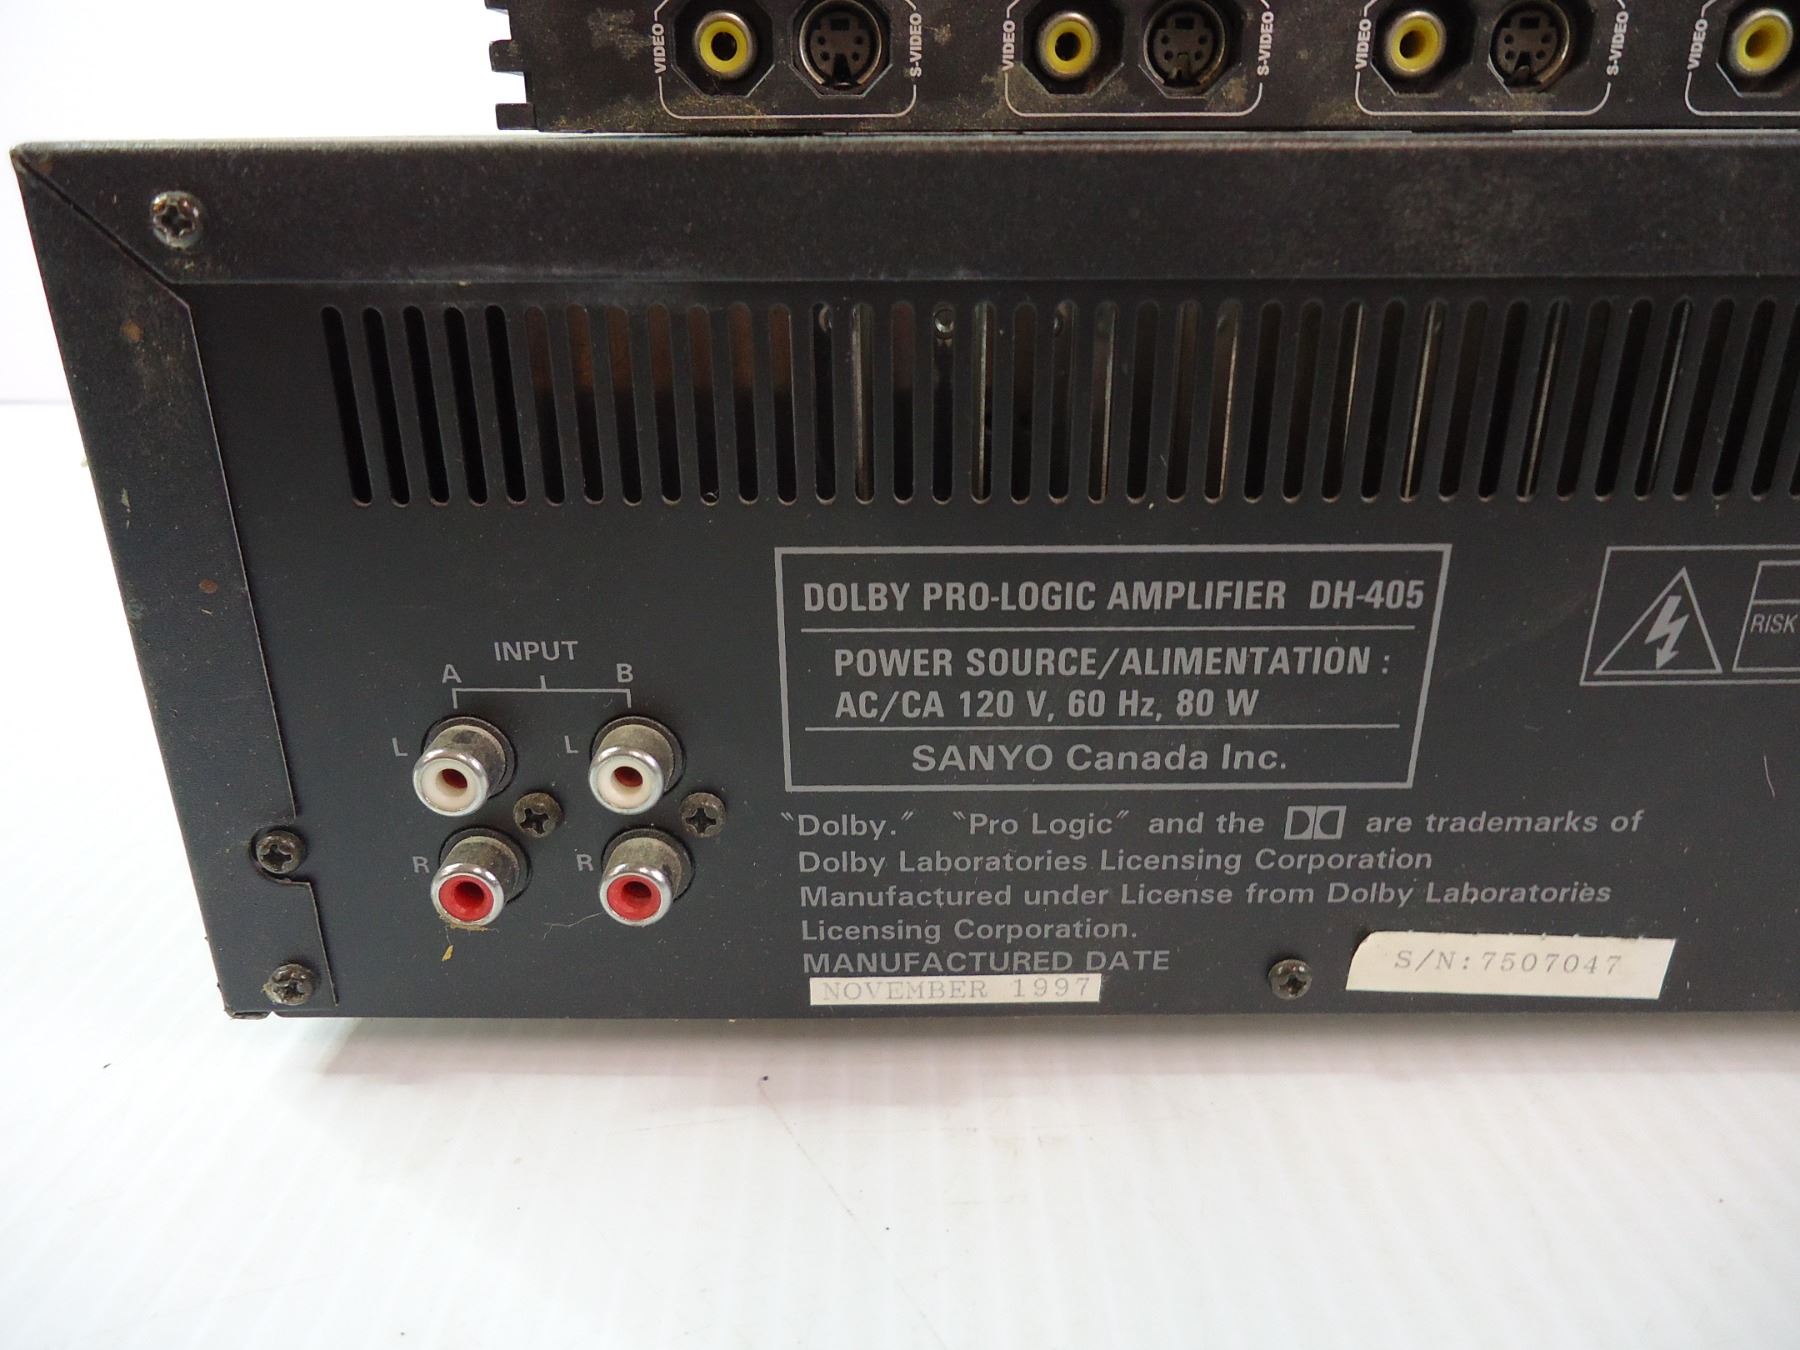 VIDEO S-VIDEO VIDEO S-VIDEO VIDEO S-VIDEO VIDEO
DOLBY PRO-LOGIC AMPLIFIER DH-405
POWER SOURCE/ALIMENTATION :
AC/CA 120 V, 60 Hz, 80 W
SANYO Canada Inc.
RISK
INPUT
A B
L L
R R
"Dolby." "Pro Logic" and the are trademarks of
Dolby Laboratories Licensing Corporation
Manufactured under License from Dolby Laboratories
Licensing Corporation.
MANUFACTURED DATE
NOVEMBER 1997
S/N:7507047